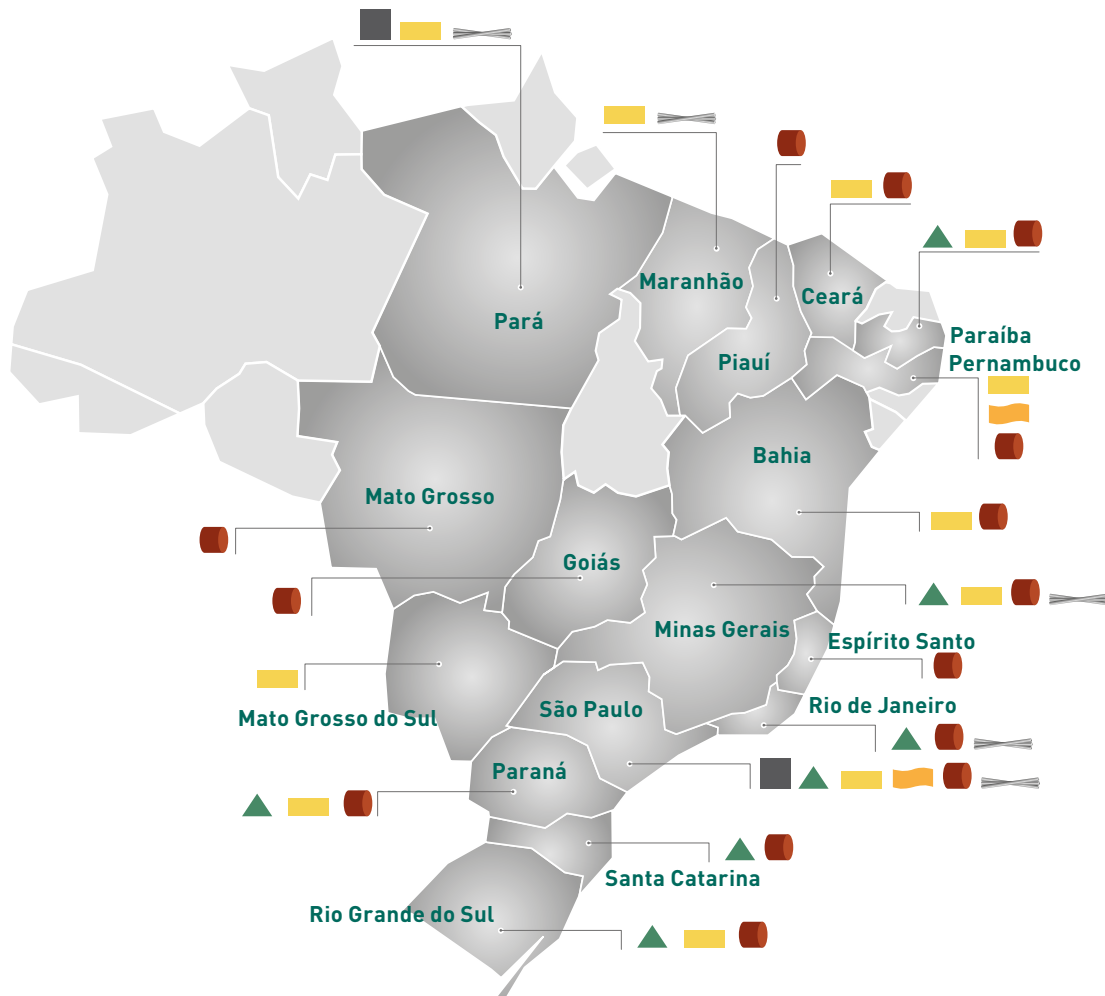 Maranhão
Ceará
Pará
Paraíba
Piauí
Pernambuco
Bahia
Mato Grosso
Goiás
Minas Gerais
Espírito Santo
Rio de Janeiro
São Paulo
Mato Grosso do Sul
Paraná
Santa Catarina
Rio Grande do Sul